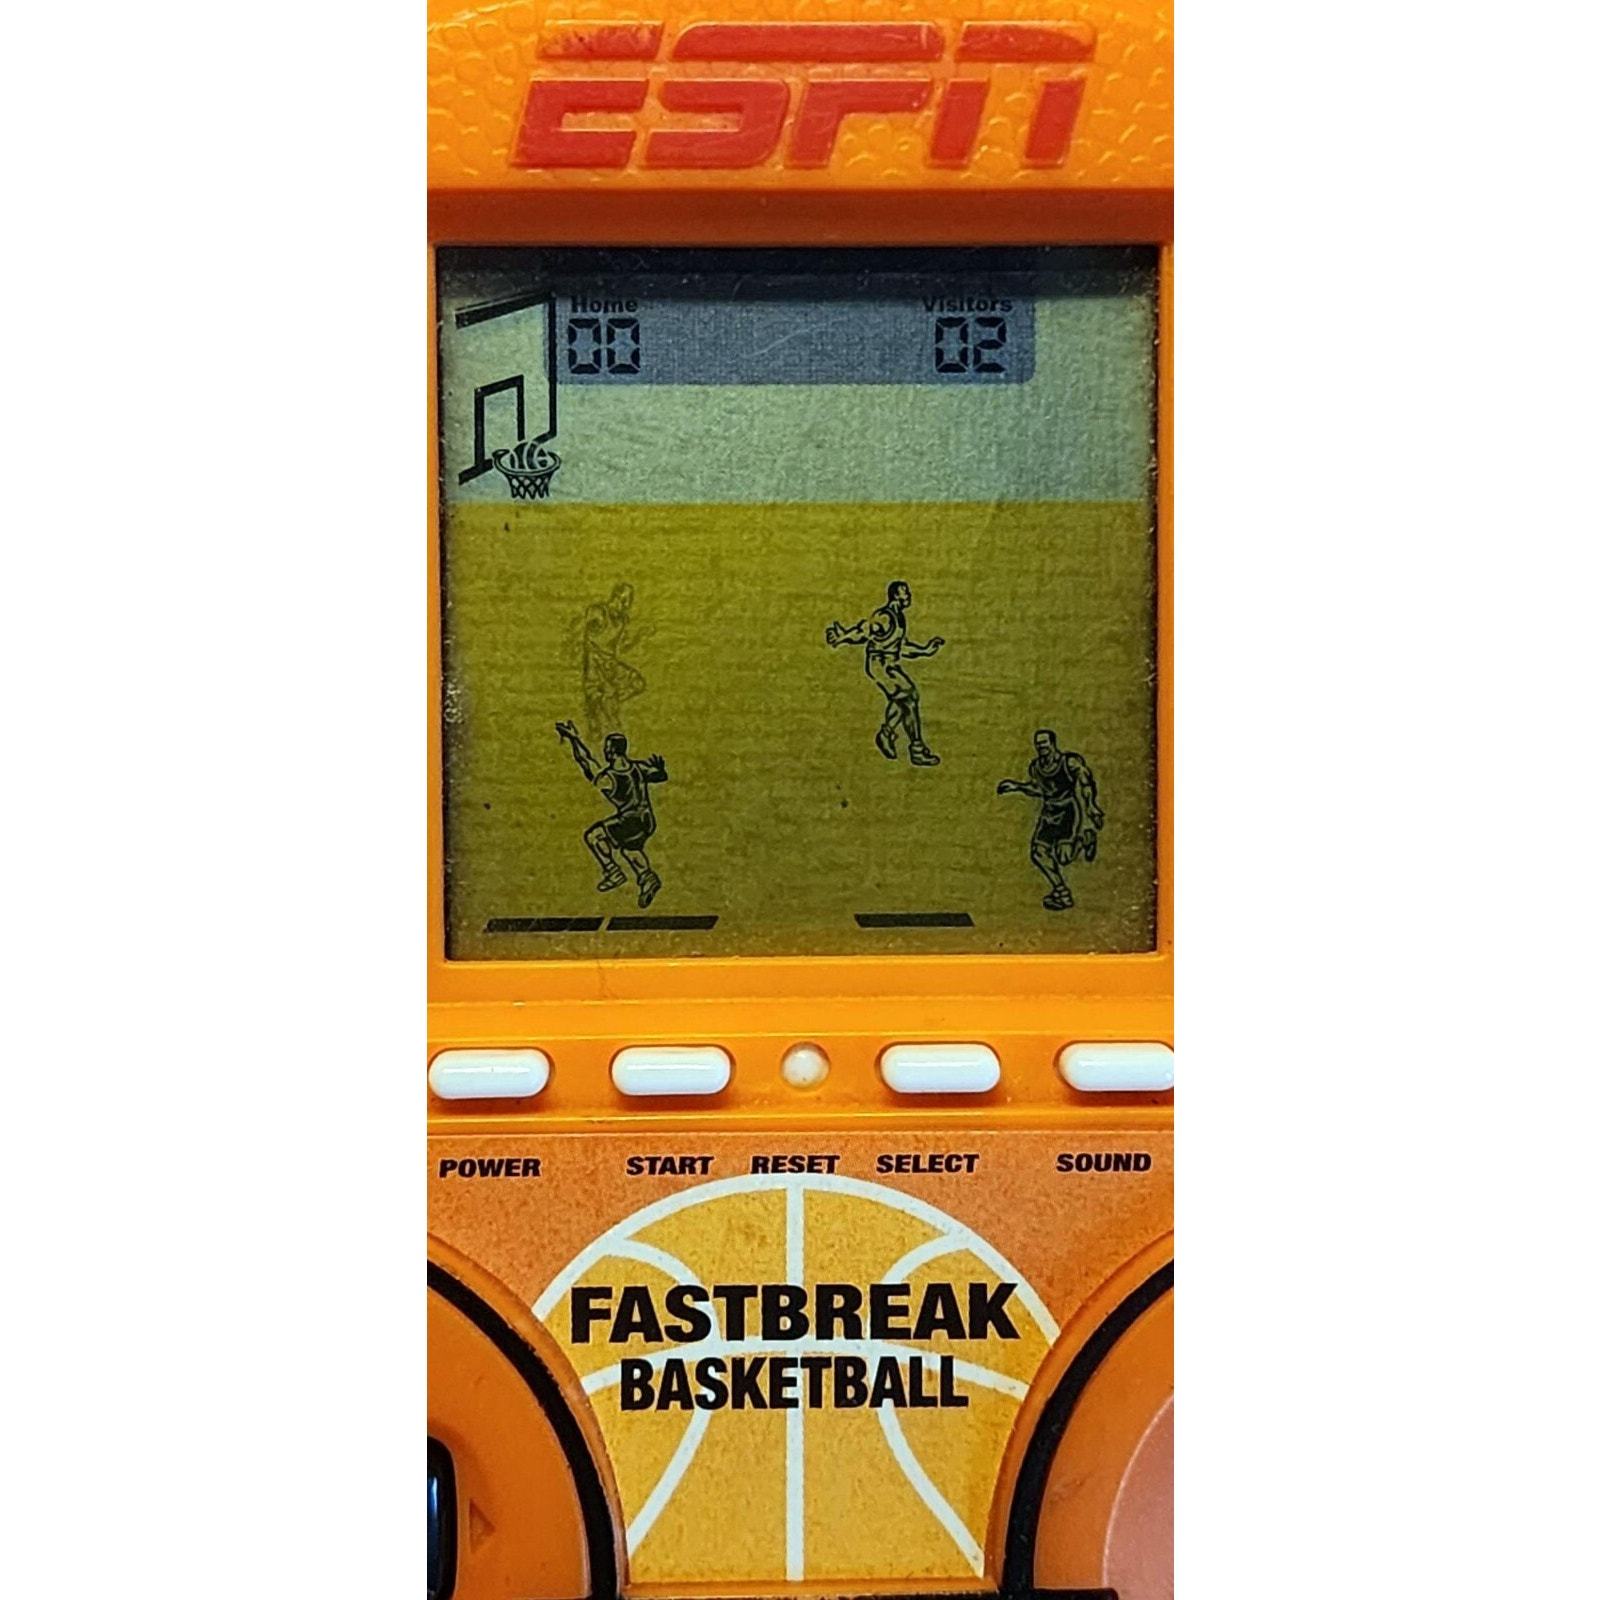 ESPN
Home Visitors
00 02
POWER START RESET SELECT SOUND
FASTBREAK
BASKETBALL